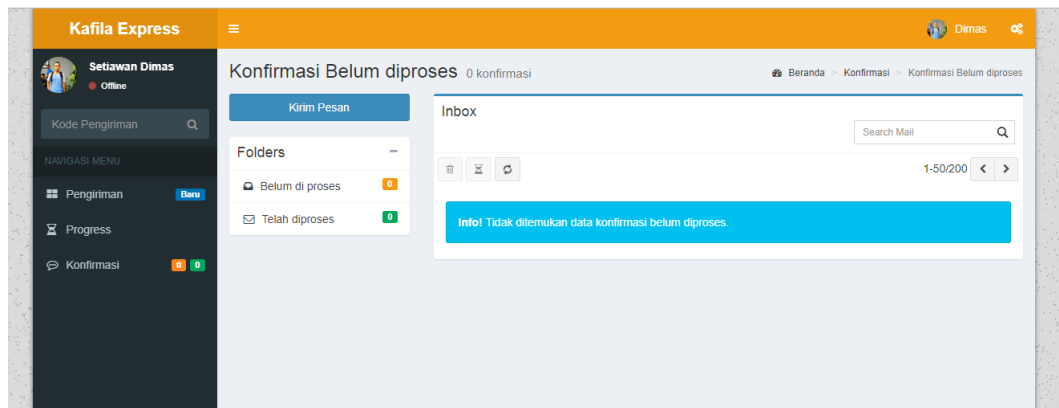 Kafila Express
Dimas
Setiawan Dimas
Offline
Kode Pengiriman
NAVIGASI MENU
Pengiriman Baru
Progress
Konfirmasi 0 0
Konfirmasi Belum diproses 0 konfirmasi
Beranda > Konfirmasi > Konfirmasi Belum diproses
Kirim Pesan
Folders
Belum di proses 0
Telah diproses 0
Inbox
Search Mail
1-50/200
Info! Tidak ditemukan data konfirmasi belum diproses.